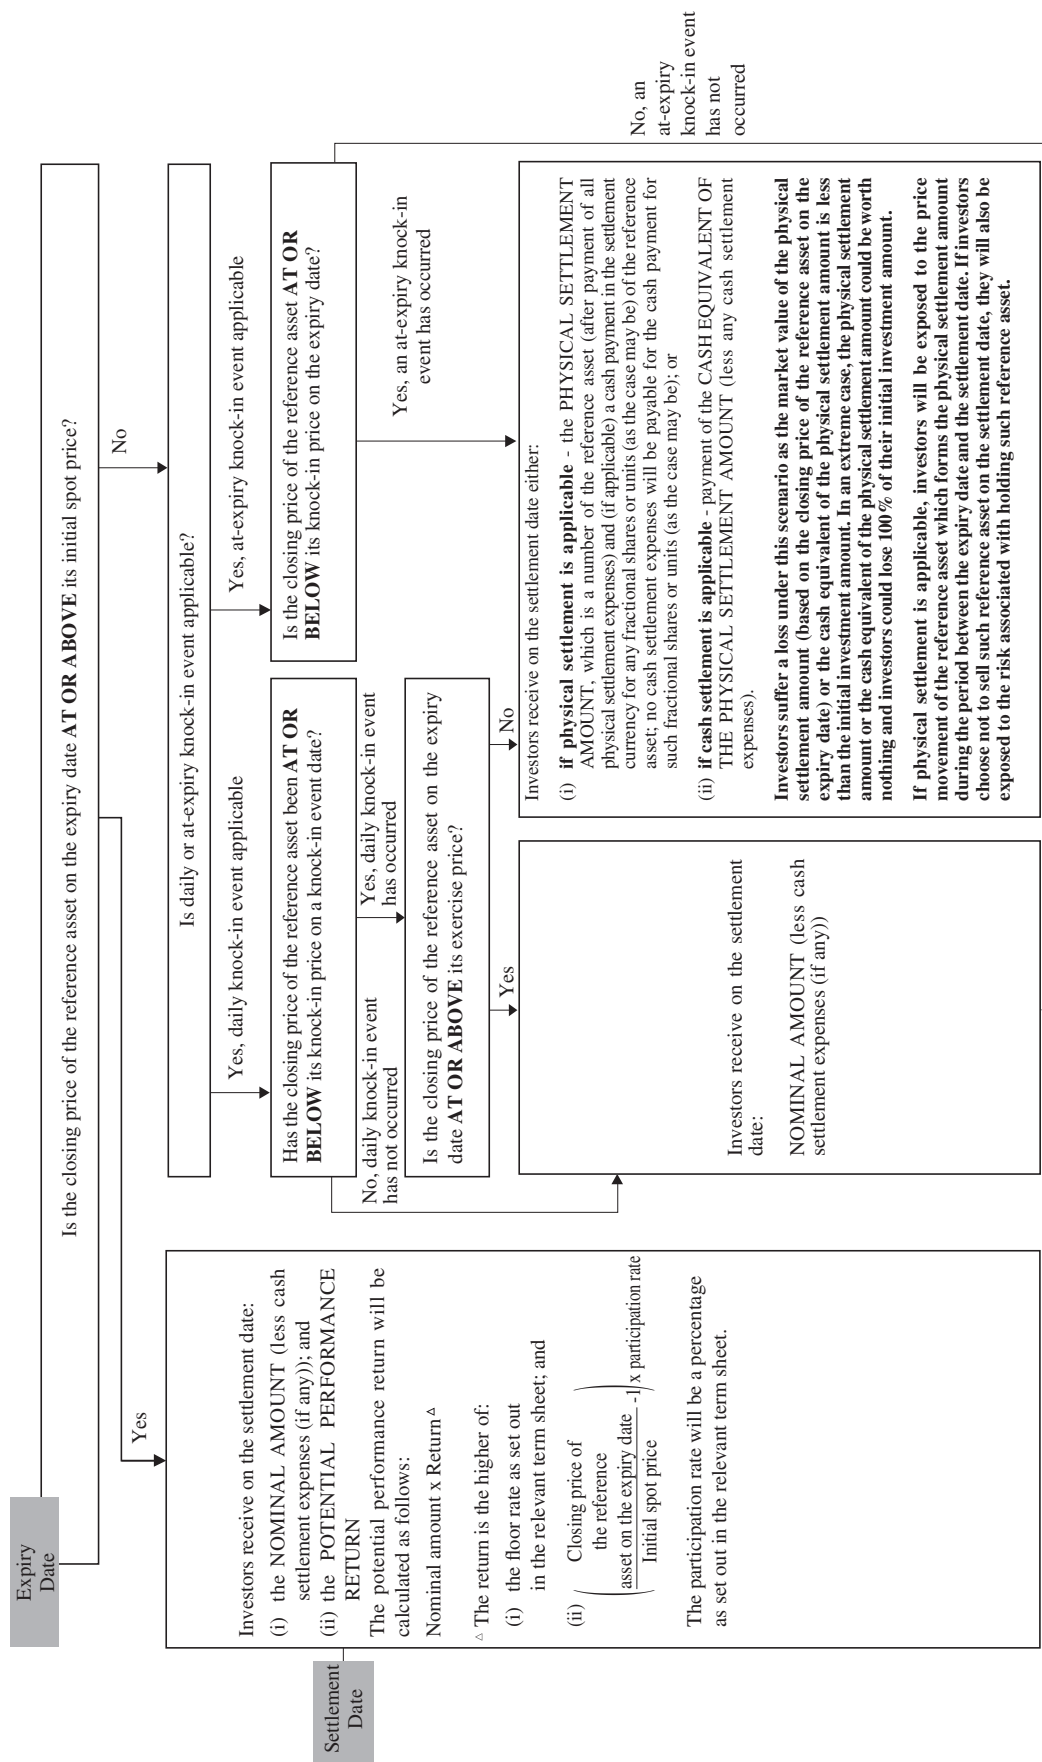 Expiry
Date
Is the closing price of the reference asset on the expiry date AT OR ABOVE its initial spot price?
Yes
No
Is daily or at-expiry knock-in event applicable?
Yes, daily knock-in event applicable
Yes, at-expiry knock-in event applicable
Has the closing price of the reference asset been AT OR
BELOW its knock-in price on a knock-in event date?
Is the closing price of the reference asset AT OR
BELOW its knock-in price on the expiry date?
No, daily knock-in event
has not occurred
Yes, daily knock-in event
has occurred
Yes, an at-expiry knock-in
event has occurred
No, an
at-expiry
knock-in event
has not
occurred
Is the closing price of the reference asset on the expiry
date AT OR ABOVE its exercise price?
Yes
No
Settlement
Date
Investors receive on the settlement date:
(i) the NOMINAL AMOUNT (less cash
settlement expenses (if any)); and
(ii) the POTENTIAL PERFORMANCE
RETURN
The potential performance return will be
calculated as follows:
Nominal amount x Return△
△ The return is the higher of:
(i) the floor rate as set out
in the relevant term sheet; and
(ii) ( Closing price of
the reference
asset on the expiry date
Initial spot price
-1 ) x participation rate
The participation rate will be a percentage
as set out in the relevant term sheet.
Investors receive on the settlement
date:
NOMINAL AMOUNT (less cash
settlement expenses (if any))
Investors receive on the settlement date either:
(i) if physical settlement is applicable - the PHYSICAL SETTLEMENT
AMOUNT, which is a number of the reference asset (after payment of all
physical settlement expenses) and (if applicable) a cash payment in the settlement
currency for any fractional shares or units (as the case may be) of the reference
asset; no cash settlement expenses will be payable for the cash payment for
such fractional shares or units (as the case may be); or
(ii) if cash settlement is applicable - payment of the CASH EQUIVALENT OF
THE PHYSICAL SETTLEMENT AMOUNT (less any cash settlement
expenses).
Investors suffer a loss under this scenario as the market value of the physical
settlement amount (based on the closing price of the reference asset on the
expiry date) or the cash equivalent of the physical settlement amount is less
than the initial investment amount. In an extreme case, the physical settlement
amount or the cash equivalent of the physical settlement amount could be worth
nothing and investors could lose 100% of their initial investment amount.
If physical settlement is applicable, investors will be exposed to the price
movement of the reference asset which forms the physical settlement amount
during the period between the expiry date and the settlement date. If investors
choose not to sell such reference asset on the settlement date, they will also be
exposed to the risk associated with holding such reference asset.